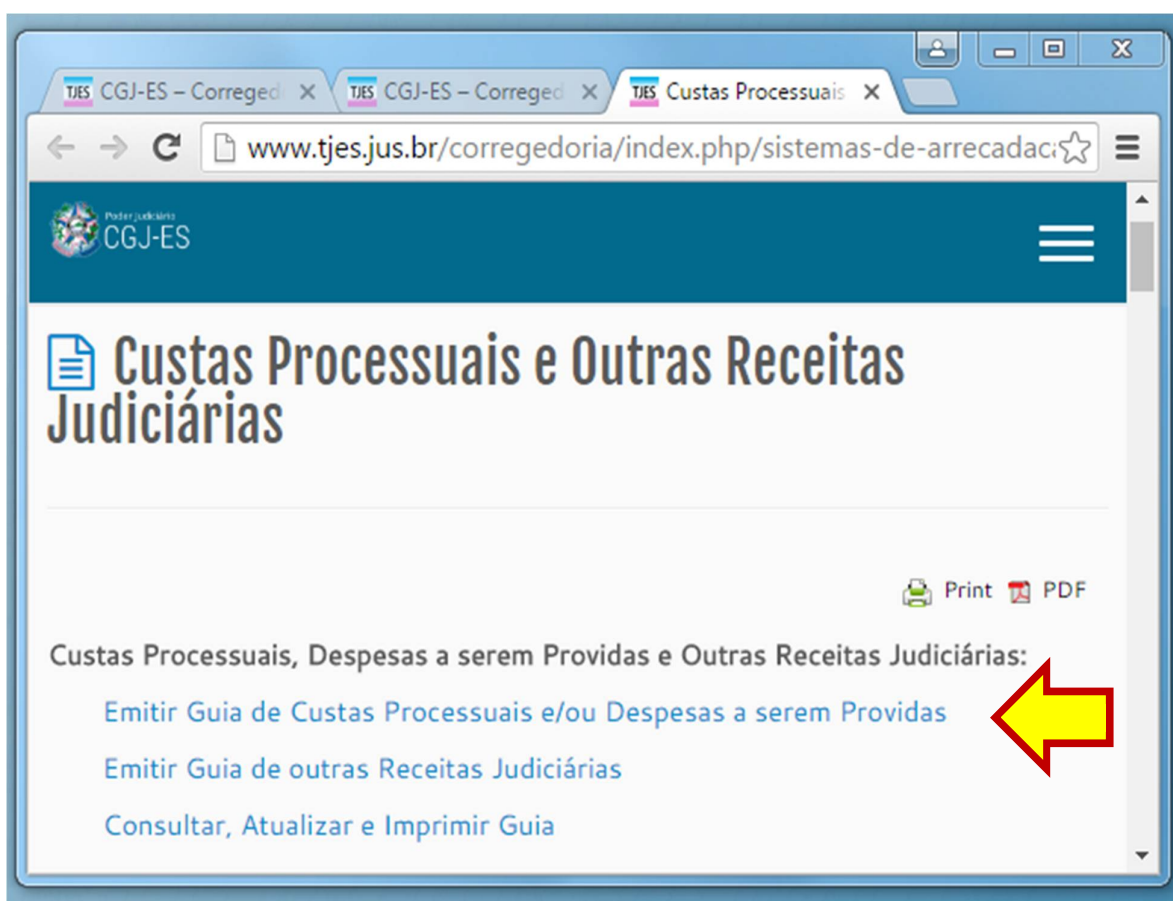 TJES CGJ-ES – Corregedo TJES CGJ-ES – Corregedo TJES Custas Processuais
www.tjes.jus.br/corregedoria/index.php/sistemas-de-arrecadaca
Poder Judiciário
CGJ-ES
Custas Processuais e Outras Receitas
Judiciárias
Print PDF
Custas Processuais, Despesas a serem Providas e Outras Receitas Judiciárias:
Emitir Guia de Custas Processuais e/ou Despesas a serem Providas
Emitir Guia de outras Receitas Judiciárias
Consultar, Atualizar e Imprimir Guia